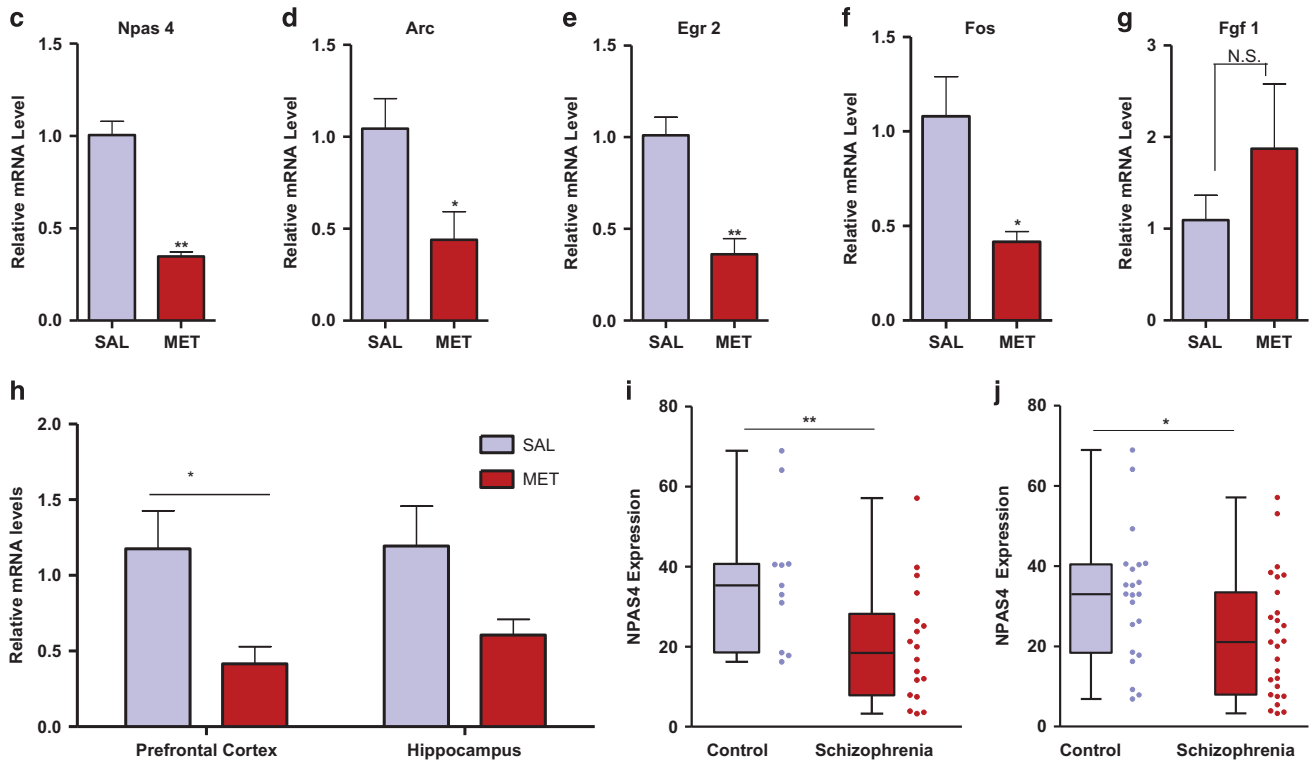 c
Npas 4
Relative mRNA Level
1.5
1.0
0.5
0.0
**
SAL MET
d
Arc
Relative mRNA Level
1.5
1.0
0.5
0.0
*
SAL MET
e
Egr 2
Relative mRNA Level
1.5
1.0
0.5
0.0
**
SAL MET
f
Fos
Relative mRNA Level
1.5
1.0
0.5
0.0
*
SAL MET
g
Fgf 1
Relative mRNA Level
3
2
1
0
N.S.
SAL MET
h
Relative mRNA levels
2.0
1.5
1.0
0.5
0.0
*
SAL
MET
Prefrontal Cortex Hippocampus
i
NPAS4 Expression
80
60
40
20
0
**
Control Schizophrenia
j
NPAS4 Expression
80
60
40
20
0
*
Control Schizophrenia